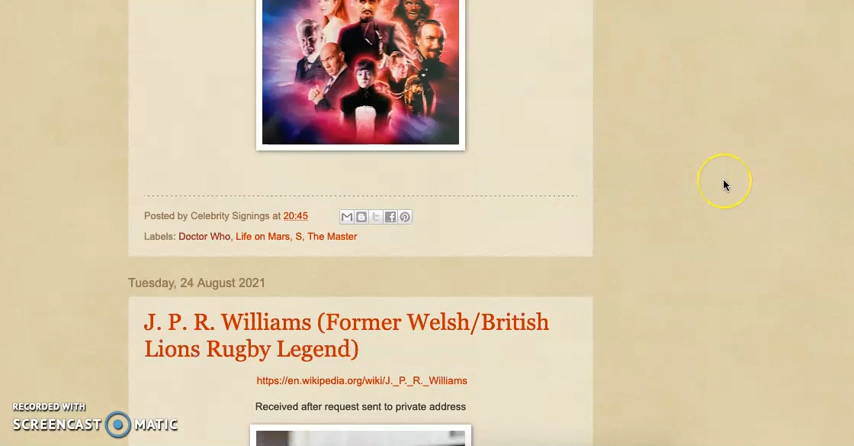 Posted by Celebrity Signings at 20:45
Labels: Doctor Who, Life on Mars, S, The Master
Tuesday, 24 August 2021
J. P. R. Williams (Former Welsh/British
Lions Rugby Legend)
https://en.wikipedia.org/wiki/J._P._R._Williams
Received after request sent to private address
RECORDED WITH
SCREENCAST MATIC